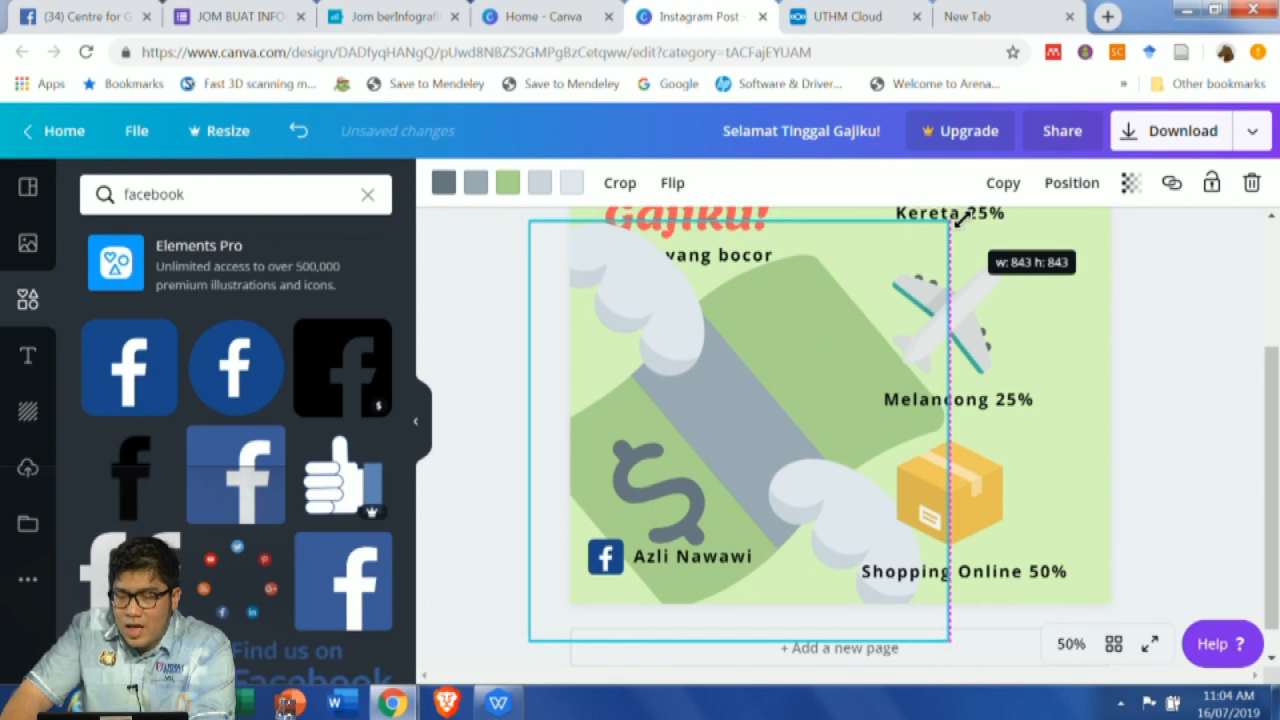 (34) Centre for G
JOM BUAT INFO
Jom berInfografi
Home - Canva
Instagram Post -
UTHM Cloud
New Tab
https://www.canva.com/design/DADfyqHANgQ/pUwd8NBZS2GMPgBzCetqww/edit?category=tACFajEYUAM
Apps
Bookmarks
Fast 3D scanning m...
Save to Mendeley
Save to Mendeley
Google
Software & Driver...
Welcome to Arena...
»
Other bookmarks
Home
File
Resize
Unsaved changes
Selamat Tinggal Gajiku!
Upgrade
Share
Download
facebook
Crop
Flip
Copy
Position
Elements Pro
Unlimited access to over 500,000
premium illustrations and icons.
Gajiku!
yang bocor
Kereta 25%
w: 843 h: 843
Melancong 25%
Shopping Online 50%
Azli Nawawi
Find us on
Facebook
+ Add a new page
50%
Help ?
11:04 AM
16/07/2019